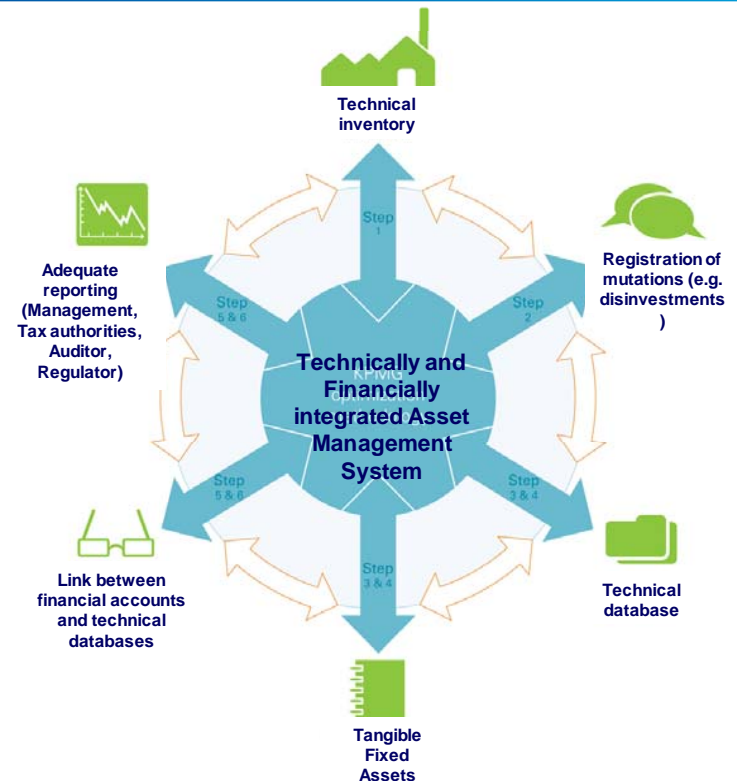 Technical
inventory
Step
1
Registration of
mutations (e.g.
disinvestments
)
Step
2
Adequate
reporting
(Management,
Tax authorities,
Auditor,
Regulator)
Step
5 & 6
Technically and
Financially
integrated Asset
Management
System
KPMG
Step
3 & 4
Technical
database
Step
5 & 6
Link between
financial accounts
and technical
databases
Step
3 & 4
Tangible
Fixed
Assets